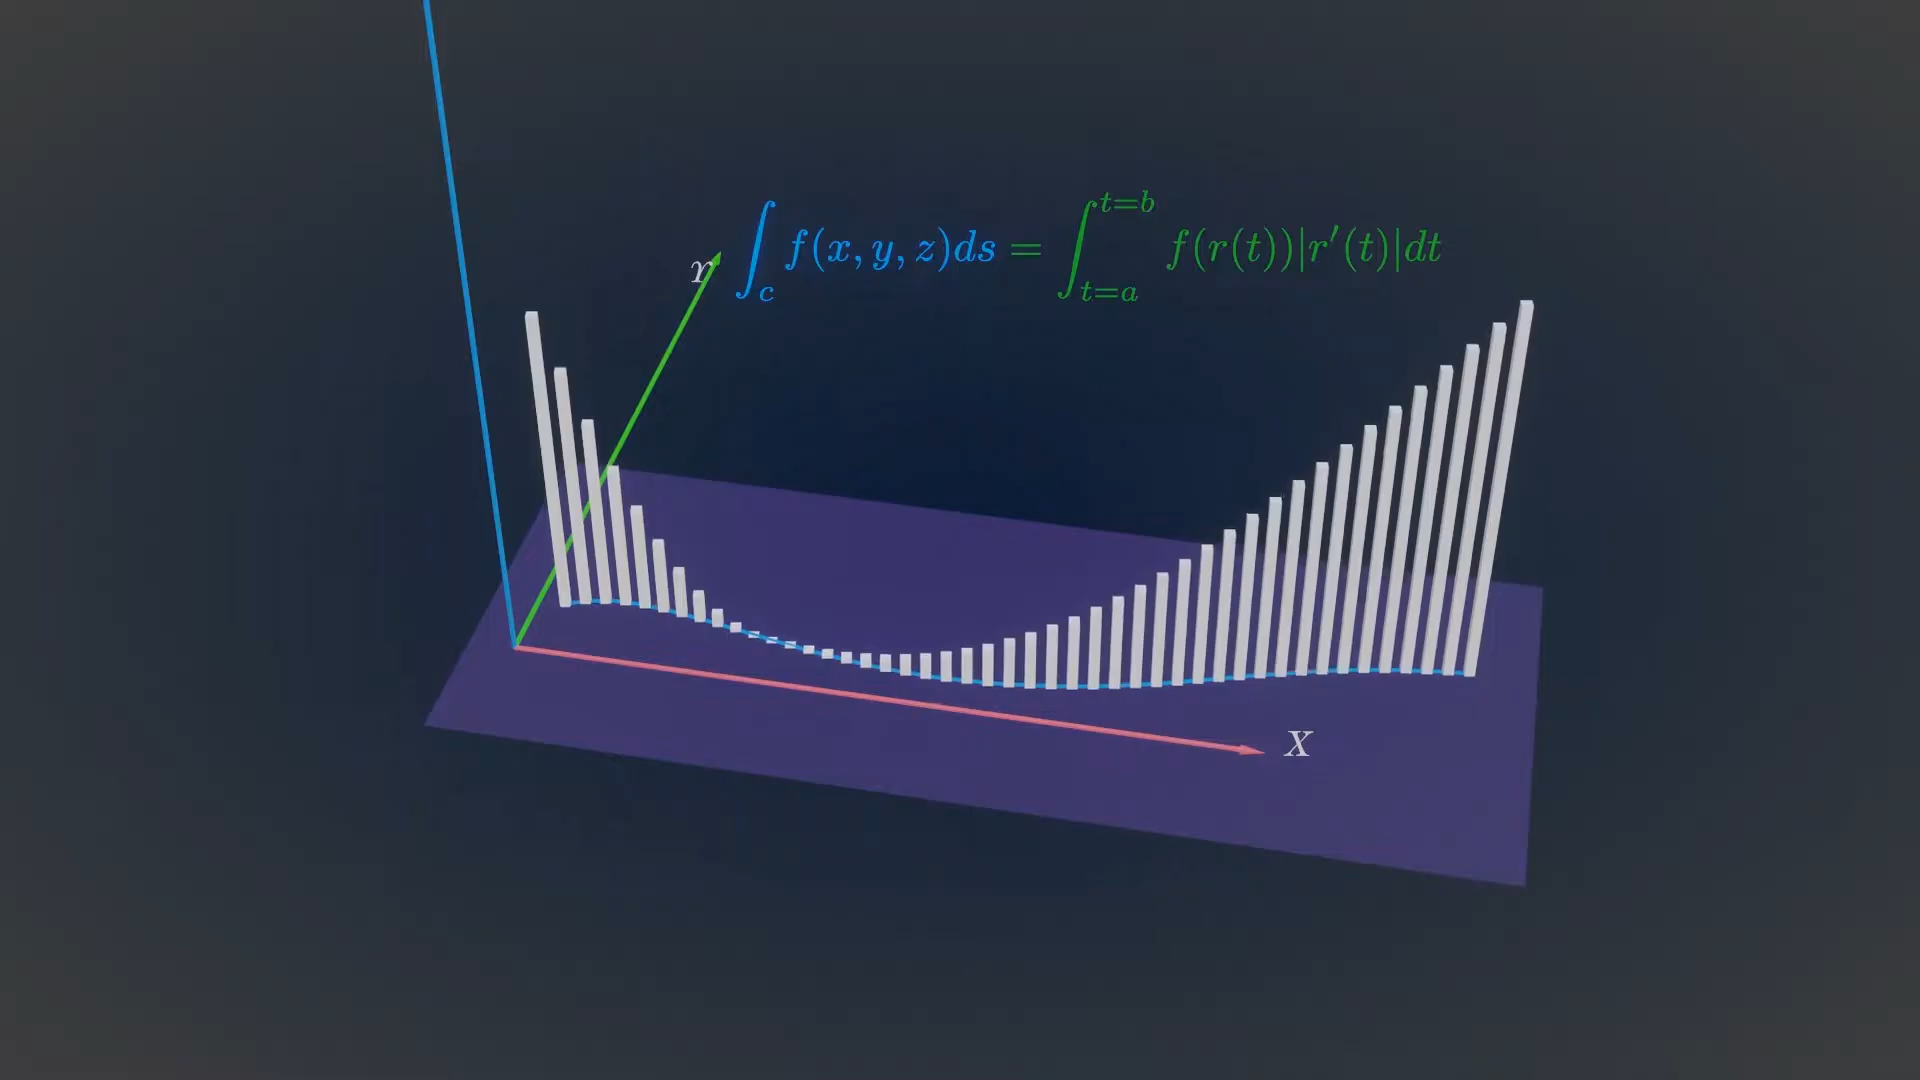 ∫_c f(x, y, z)ds = ∫_{t=a}^{t=b} f(r(t))|r′(t)|dt
X